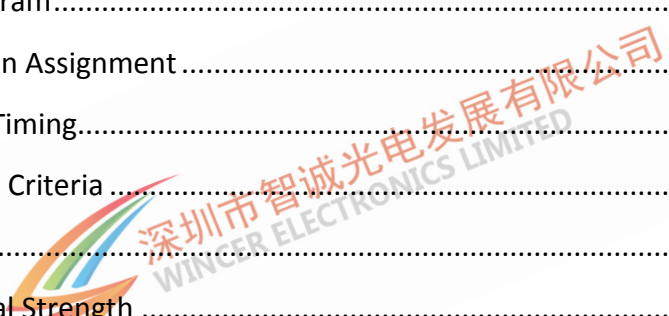 ram........................................................................
n Assignment........................................................
Timing....................................................................
Criteria................................................................
................................................................................
al Strength..............................................................
深圳市智诚光电发展有限公司
WINCER ELECTRONICS LIMITED